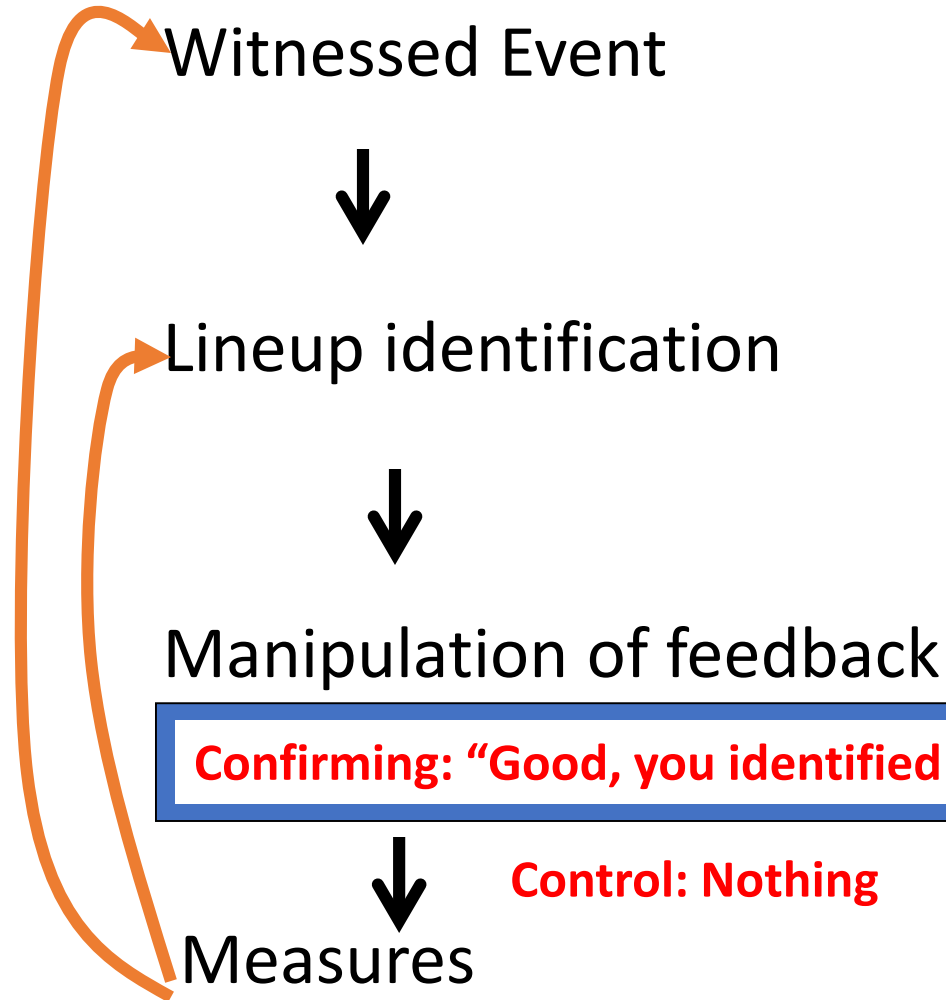 Witnessed Event
Lineup identification
Manipulation of feedback
Confirming: “Good, you identified
Control: Nothing
Measures